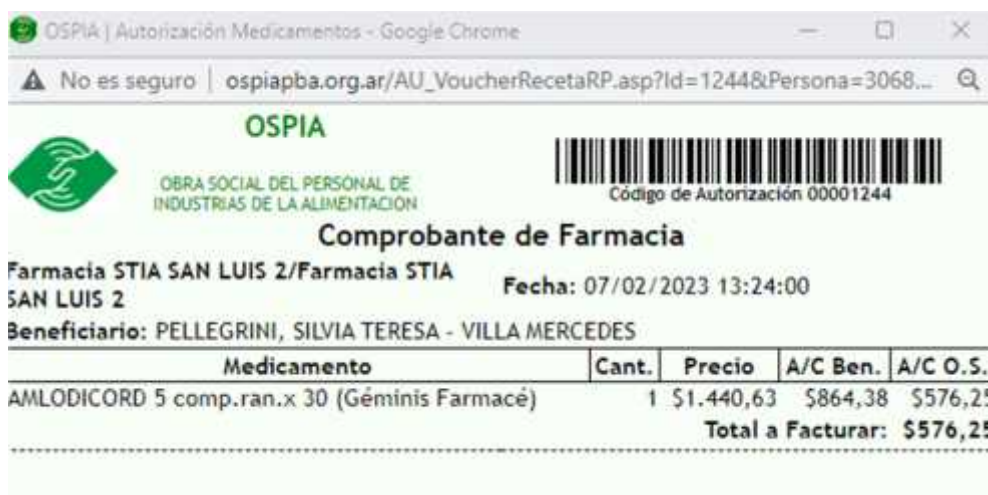 OSPIA | Autorización Medicamentos - Google Chrome
No es seguro | ospiapba.org.ar/AU_VoucherRecetaRP.asp?Id=1244&Persona=3068...
OSPIA
OBRA SOCIAL DEL PERSONAL DE
INDUSTRIAS DE LA ALIMENTACION
Código de Autorización 00001244
Comprobante de Farmacia
Farmacia STIA SAN LUIS 2/Farmacia STIA
SAN LUIS 2
Fecha: 07/02/2023 13:24:00
Beneficiario: PELLEGRINI, SILVIA TERESA - VILLA MERCEDES
Medicamento Cant. Precio A/C Ben. A/C O.S.
AMLODICORD 5 comp.ran.x 30 (Géminis Farmacé) 1 $1.440,63 $864,38 $576,25
Total a Facturar: $576,25